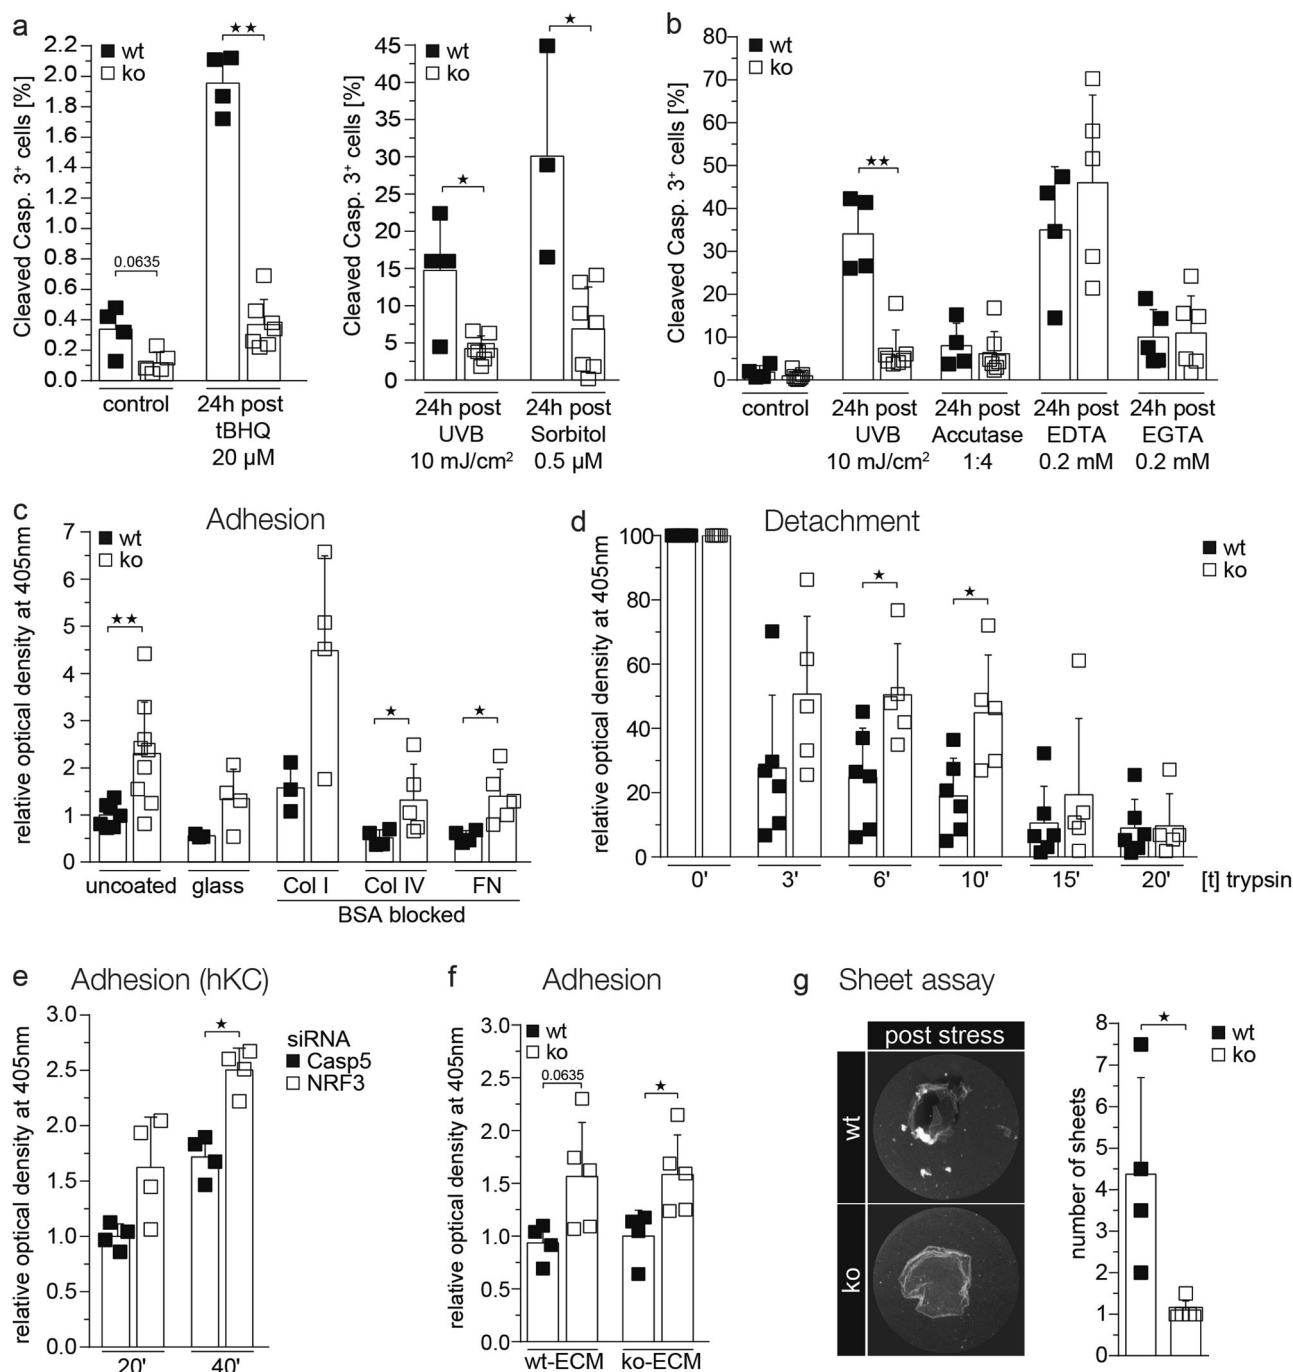 a
Cleaved Casp. 3⁺ cells [%]
2.2
2.0
1.8
1.6
1.4
1.2
1.0
0.8
0.6
0.4
0.2
0.0
■ wt
□ ko
★★
0.0635
control
24h post
tBHQ
20 µM
Cleaved Casp. 3⁺ cells [%]
45
40
35
30
25
20
15
10
5
0
■ wt
□ ko
★
★
24h post
UVB
10 mJ/cm²
24h post
Sorbitol
0.5 µM
b
Cleaved Casp. 3⁺ cells [%]
80
70
60
50
40
30
20
10
0
■ wt
□ ko
★★
control
24h post
UVB
10 mJ/cm²
24h post
Accutase
1:4
24h post
EDTA
0.2 mM
24h post
EGTA
0.2 mM
c
Adhesion
relative optical density at 405nm
7
6
5
4
3
2
1
0
■ wt
□ ko
★★
★
★
uncoated
glass
Col I
Col IV
FN
BSA blocked
d
Detachment
relative optical density at 405nm
100
80
60
40
20
0
■ wt
□ ko
★
★
0'
3'
6'
10'
15'
20'
[t] trypsin
e
Adhesion (hKC)
relative optical density at 405nm
3.0
2.5
2.0
1.5
1.0
0.5
0.0
★
siRNA
■ Casp5
□ NRF3
20'
40'
f
Adhesion
relative optical density at 405nm
3.0
2.5
2.0
1.5
1.0
0.5
0.0
■ wt
□ ko
0.0635
★
wt-ECM
ko-ECM
g
Sheet assay
post stress
wt
ko
number of sheets
8
7
6
5
4
3
2
1
★
■ wt
□ ko